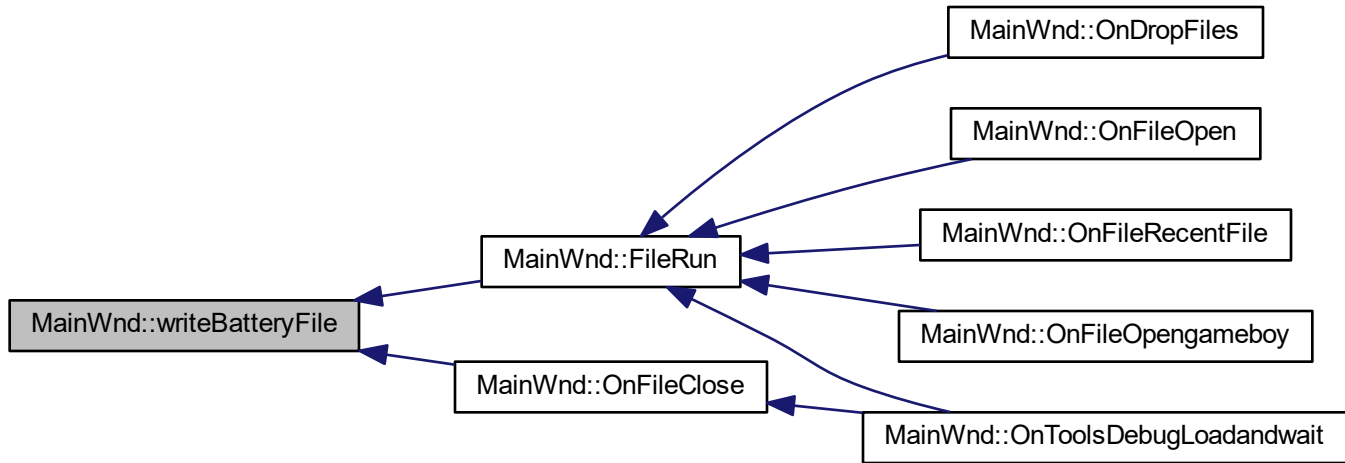 MainWnd::OnDropFiles
MainWnd::OnFileOpen
MainWnd::OnFileRecentFile
MainWnd::FileRun
MainWnd::writeBatteryFile
MainWnd::OnFileOpengameboy
MainWnd::OnFileClose
MainWnd::OnToolsDebugLoadandwait